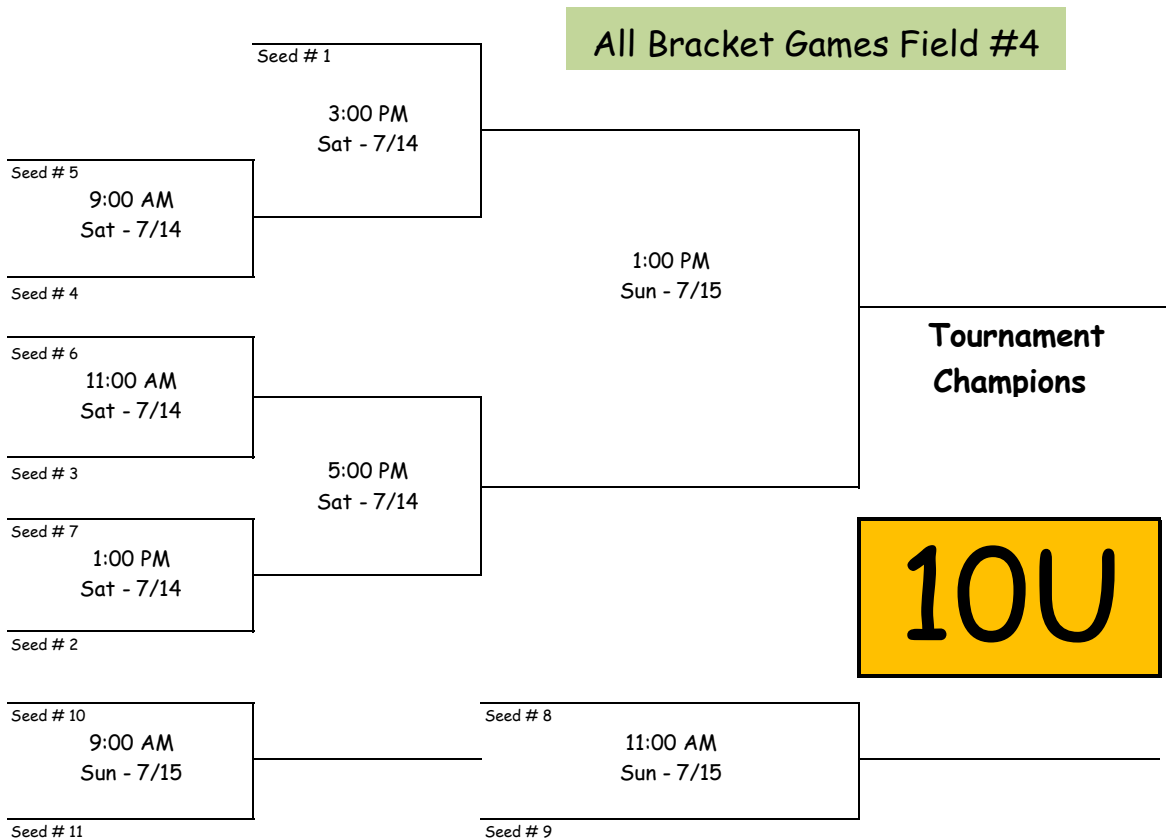 All Bracket Games Field #4
Seed # 1
3:00 PM
Sat - 7/14
Seed # 5
9:00 AM
Sat - 7/14
Seed # 4
1:00 PM
Sun - 7/15
Tournament
Champions
Seed # 6
11:00 AM
Sat - 7/14
Seed # 3
5:00 PM
Sat - 7/14
Seed # 7
1:00 PM
Sat - 7/14
Seed # 2
10U
Seed # 10
9:00 AM
Sun - 7/15
Seed # 11
Seed # 8
11:00 AM
Sun - 7/15
Seed # 9